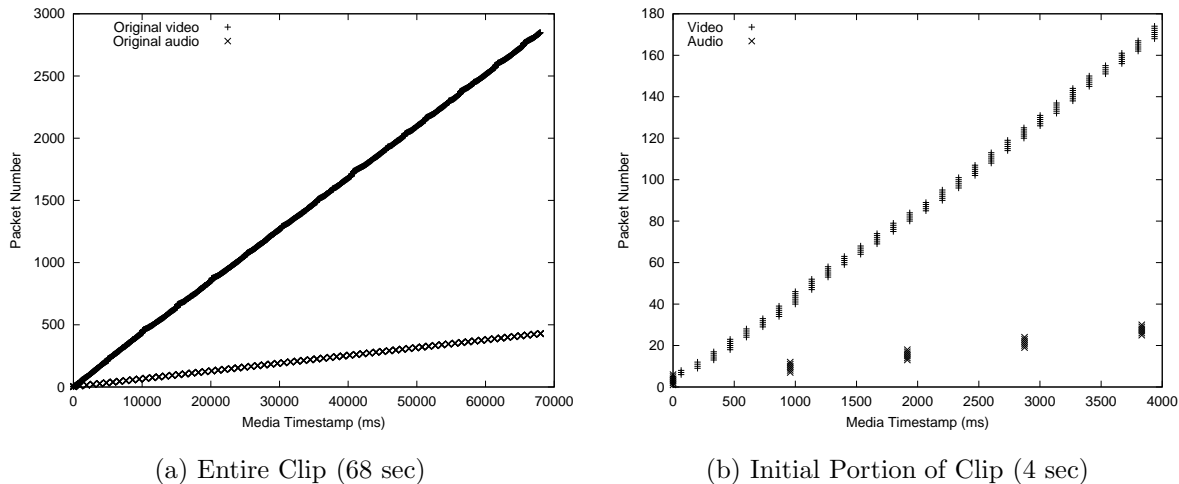 3000
2500
2000
1500
1000
500
0
Packet Number
Original video
Original audio
0 10000 20000 30000 40000 50000 60000 70000
Media Timestamp (ms)
(a) Entire Clip (68 sec)
180
160
140
120
100
80
60
40
20
0
Packet Number
Video
Audio
0 500 1000 1500 2000 2500 3000 3500 4000
Media Timestamp (ms)
(b) Initial Portion of Clip (4 sec)